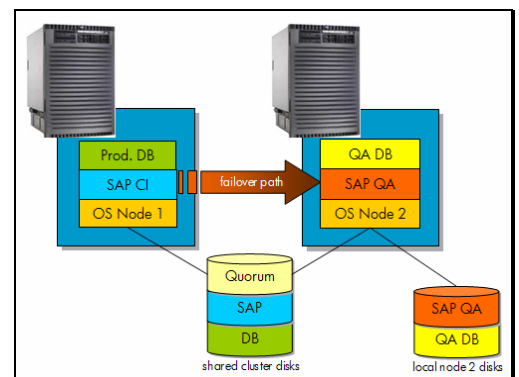 Prod. DB
SAP CI
OS Node 1
failover path
QA DB
SAP QA
OS Node 2
Quorum
SAP
DB
shared cluster disks
SAP QA
QA DB
local node 2 disks